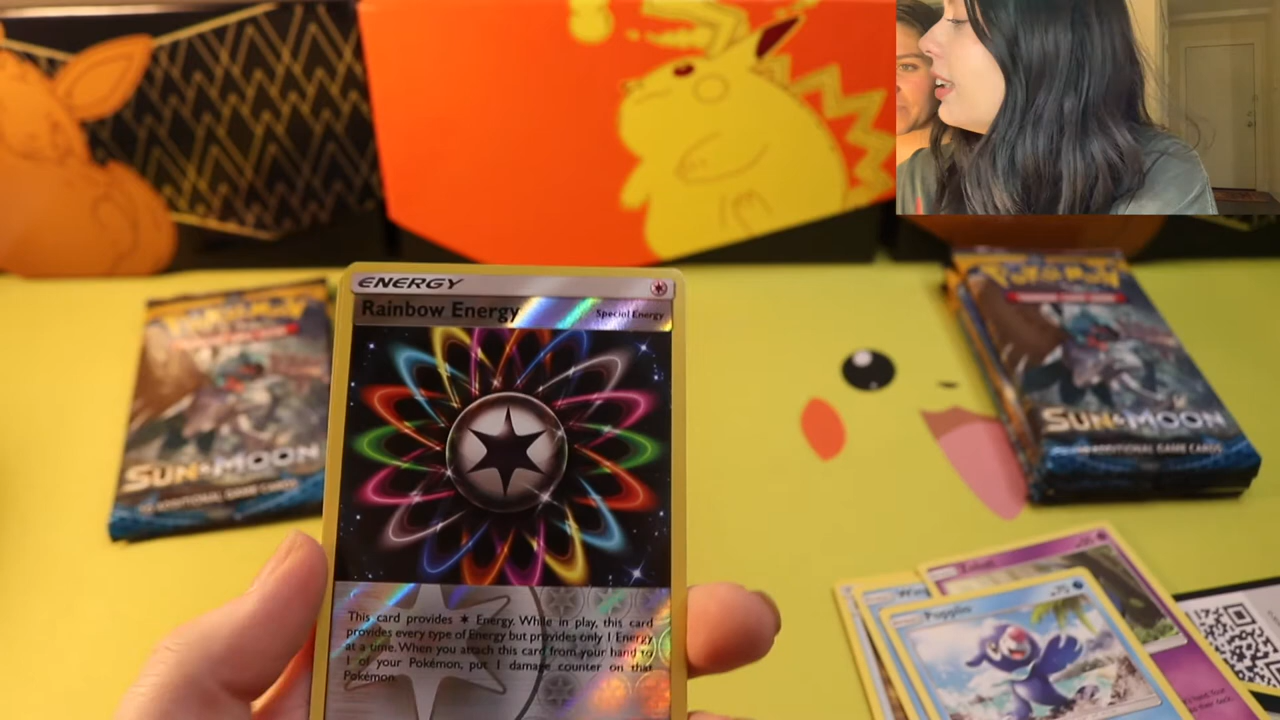 ENERGY
Rainbow Energy
Special Energy
This card provides Energy. While in play, this card
provides every type of Energy but provides only 1 Energy
at a time. When you attach this card from your hand to
1 of your Pokémon, put 1 damage counter on that
Pokémon.
POKÉMON
SUN & MOON
ADDITIONAL GAME CARDS
POKÉMON
SUN & MOON
ADDITIONAL GAME CARDS
Popplio